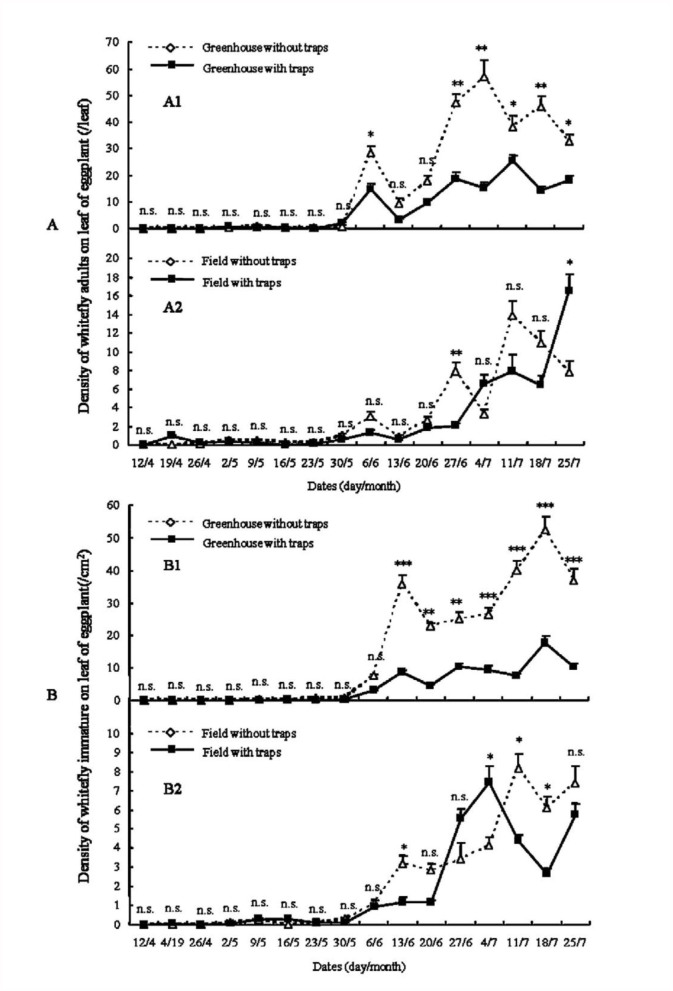 A
Density of whitefly adults on leaf of eggplant (/leaf)
Greenhouse without traps
Greenhouse with traps
A1
70
60
50
40
30
20
10
0
n.s. n.s. n.s. n.s. n.s. n.s. n.s. n.s. * n.s. n.s. ** ** * ** *
Field without traps
Field with traps
A2
20
18
16
14
12
10
8
6
4
2
0
n.s. n.s. n.s. n.s. n.s. n.s. n.s. n.s. n.s. n.s. n.s. ** n.s. n.s. n.s. *
12/4 19/4 26/4 2/5 9/5 16/5 23/5 30/5 6/6 13/6 20/6 27/6 4/7 11/7 18/7 25/7
Dates (day/month)
B
Density of whitefly immature on leaf of eggplant(/cm²)
Greenhouse without traps
Greenhouse with traps
B1
60
50
40
30
20
10
0
n.s. n.s. n.s. n.s. n.s. n.s. n.s. n.s. n.s. *** ** ** *** *** *** ***
Field without traps
Field with traps
B2
10
9
8
7
6
5
4
3
2
1
0
n.s. n.s. n.s. n.s. n.s. n.s. n.s. n.s. n.s. * n.s. n.s. * * * n.s.
12/4 4/19 26/4 2/5 9/5 16/5 23/5 30/5 6/6 13/6 20/6 27/6 4/7 11/7 18/7 25/7
Dates (day/month)